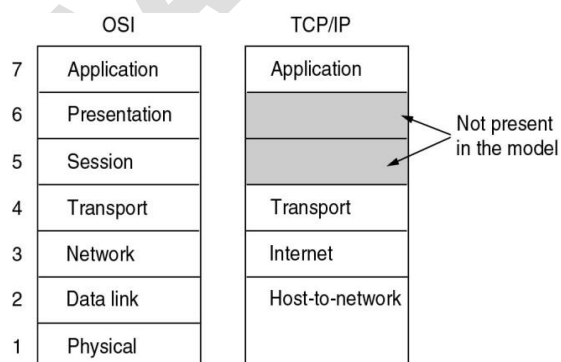 OSI TCP/IP
7 Application Application
6 Presentation
Not present
in the model
5 Session
4 Transport Transport
3 Network Internet
2 Data link Host-to-network
1 Physical